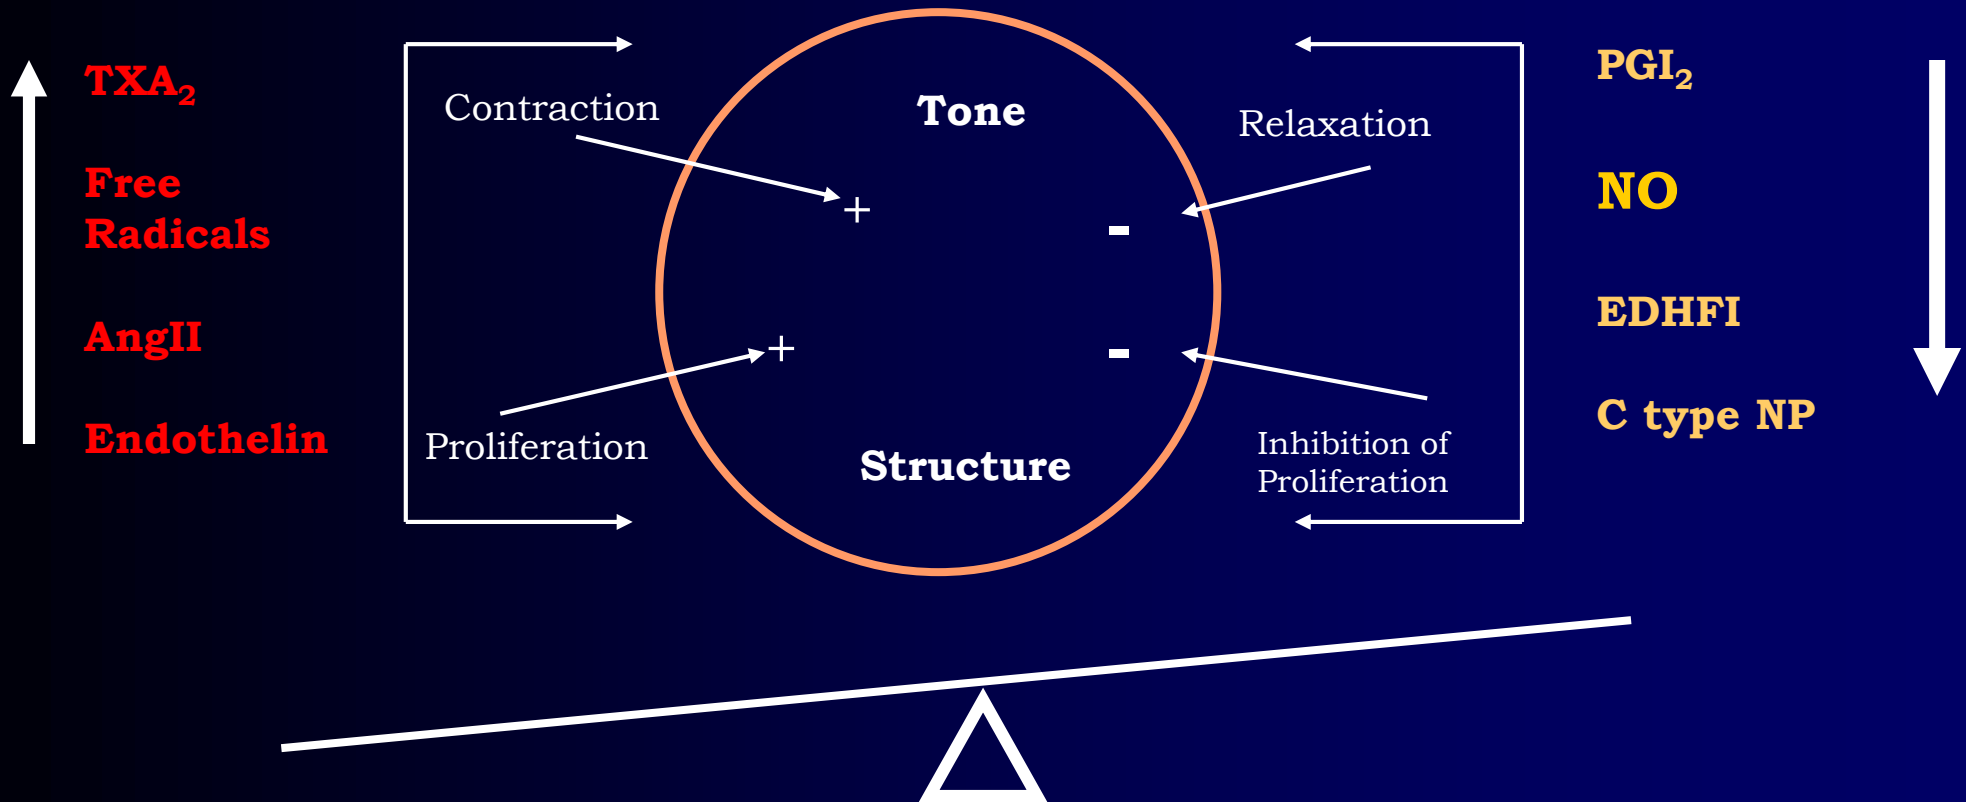 TXA₂
Free
Radicals
AngII
Endothelin
Contraction
Proliferation
Tone
+
-
+
-
Structure
Relaxation
Inhibition of
Proliferation
PGI₂
NO
EDHFI
C type NP